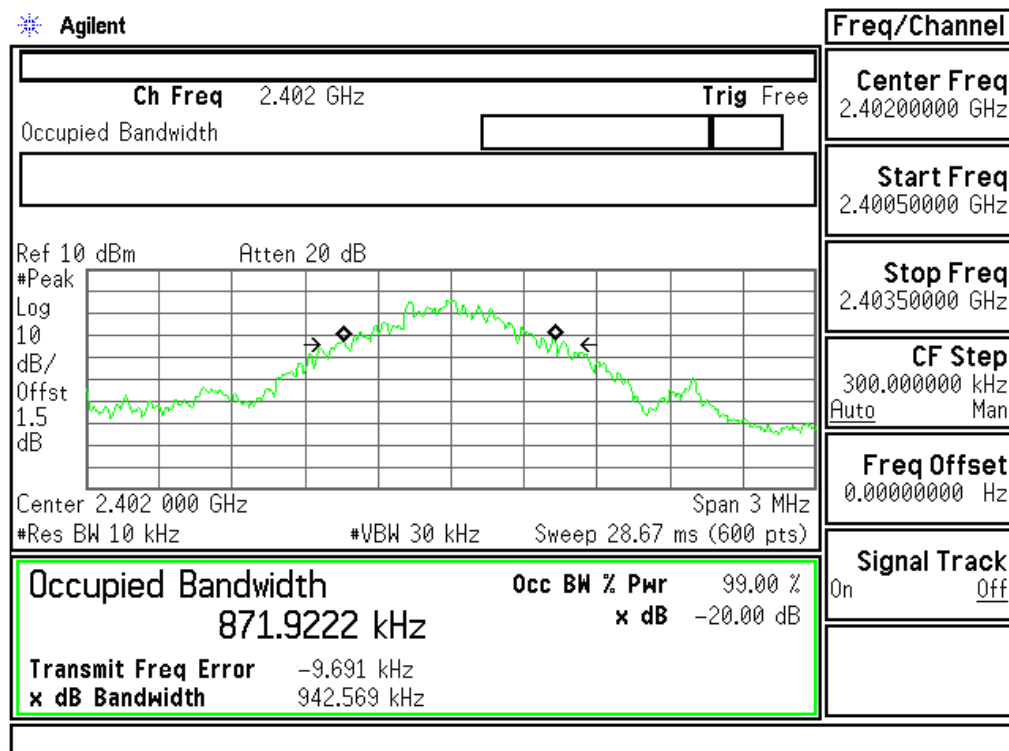 Agilent
Freq/Channel
Ch Freq 2.402 GHz Trig Free
Occupied Bandwidth
Center Freq
2.40200000 GHz
Start Freq
2.40050000 GHz
Stop Freq
2.40350000 GHz
CF Step
300.000000 kHz
Auto Man
Freq Offset
0.00000000 Hz
Signal Track
On Off
Ref 10 dBm Atten 20 dB
#Peak
Log
10
dB/
Offst
1.5
dB
Center 2.402 000 GHz Span 3 MHz
#Res BW 10 kHz #VBW 30 kHz Sweep 28.67 ms (600 pts)
Occupied Bandwidth Occ BW % Pwr 99.00 %
871.9222 kHz x dB -20.00 dB
Transmit Freq Error -9.691 kHz
x dB Bandwidth 942.569 kHz